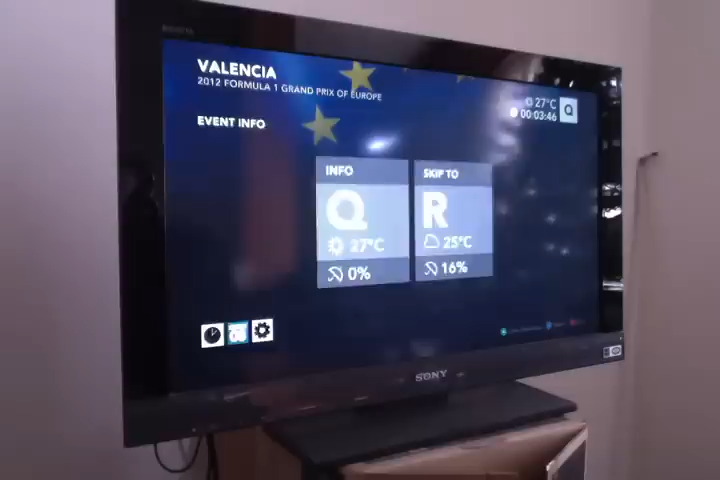 VALENCIA
2012 FORMULA 1 GRAND PRIX OF EUROPE
27°C
00:03:46
Q
EVENT INFO
INFO
Q
27°C
0%
SKIP TO
R
25°C
16%
SONY